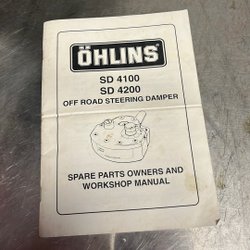 ÖHLINS
SD 4100
SD 4200
OFF ROAD STEERING DAMPER
SPARE PARTS OWNERS AND
WORKSHOP MANUAL